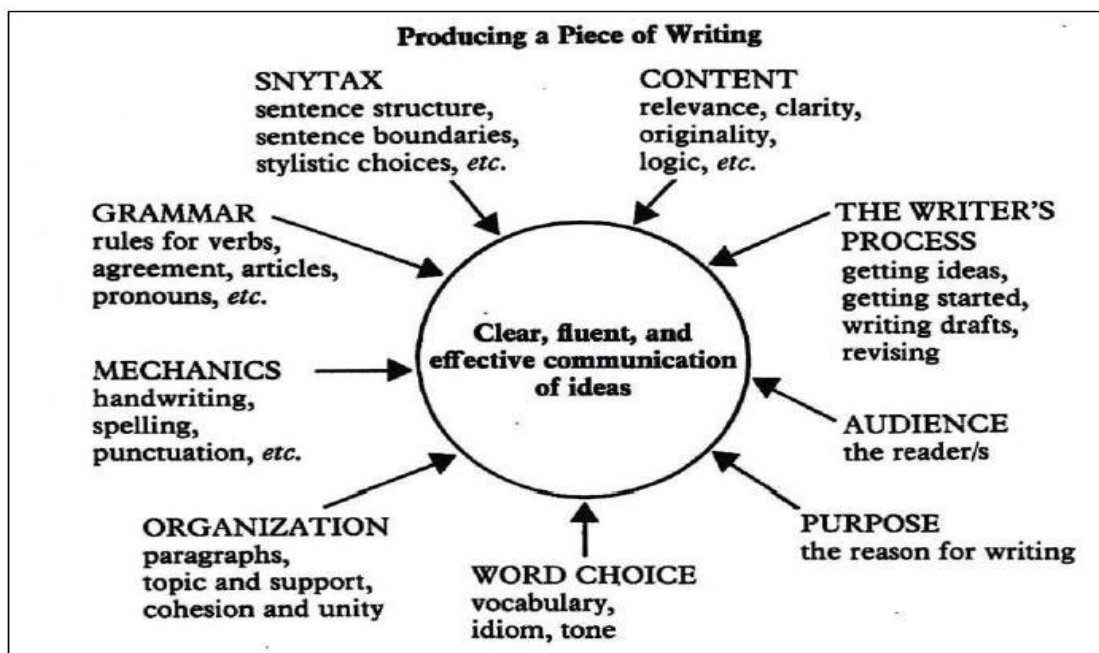 Producing a Piece of Writing
SNYTAX
sentence structure,
sentence boundaries,
stylistic choices, etc.
CONTENT
relevance, clarity,
originality,
logic, etc.
GRAMMAR
rules for verbs,
agreement, articles,
pronouns, etc.
THE WRITER'S
PROCESS
getting ideas,
getting started,
writing drafts,
revising
Clear, fluent, and
effective communication
of ideas
MECHANICS
handwriting,
spelling,
punctuation, etc.
AUDIENCE
the reader/s
ORGANIZATION
paragraphs,
topic and support,
cohesion and unity
WORD CHOICE
vocabulary,
idiom, tone
PURPOSE
the reason for writing